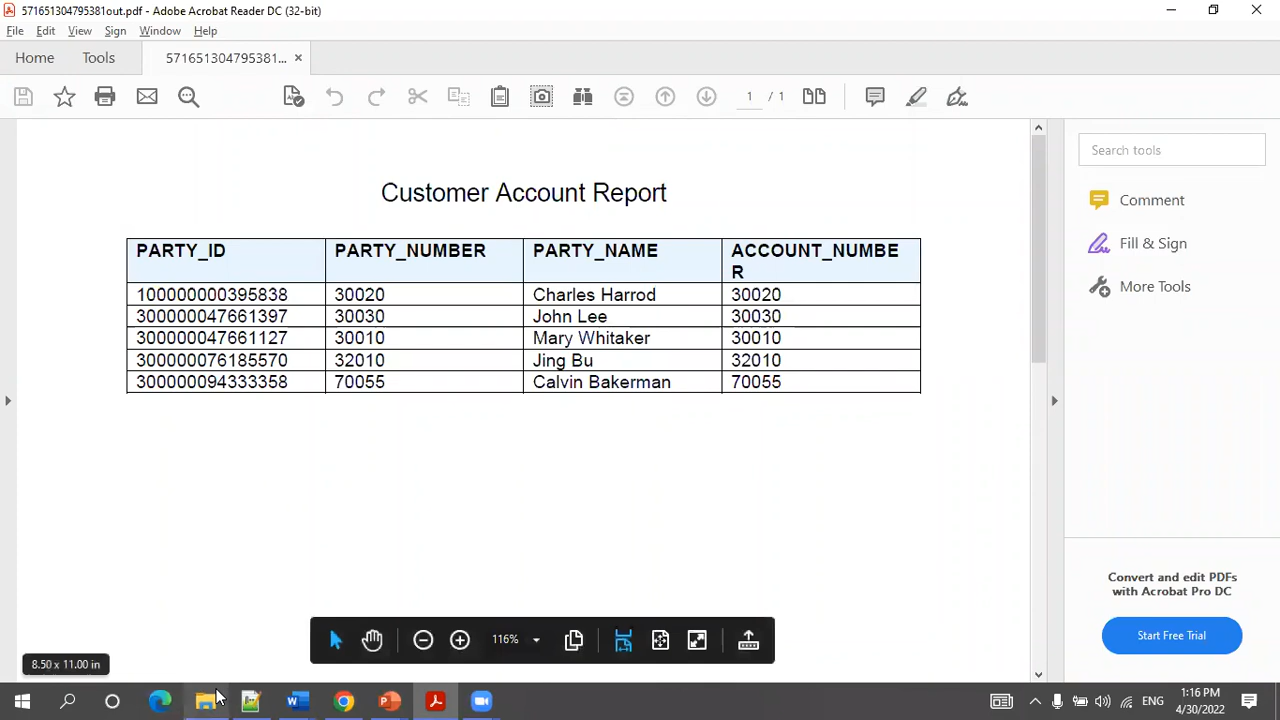 571651304795381out.pdf - Adobe Acrobat Reader DC (32-bit)
File Edit View Sign Window Help
Home Tools 571651304795381... ×
1 / 1
Search tools
Comment
Fill & Sign
More Tools
Customer Account Report
PARTY_ID PARTY_NUMBER PARTY_NAME ACCOUNT_NUMBE
R
100000000395838 30020 Charles Harrod 30020
300000047661397 30030 John Lee 30030
300000047661127 30010 Mary Whitaker 30010
300000076185570 32010 Jing Bu 32010
300000094333358 70055 Calvin Bakerman 70055
Convert and edit PDFs
with Acrobat Pro DC
Start Free Trial
116%
8.50 x 11.00 in
ENG
1:16 PM
4/30/2022